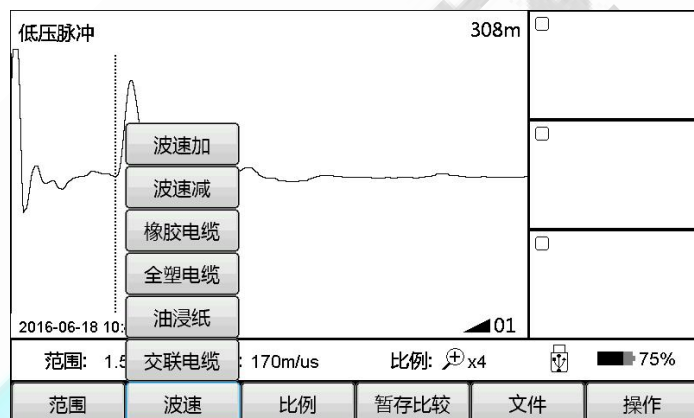 低压脉冲 308m
波速加
波速减
橡胶电缆
全塑电缆
油浸纸
2016-06-18 10: 01
交联电缆
范围: 1.5 : 170m/us 比例: x4 75%
范围 波速 比例 暂存比较 文件 操作